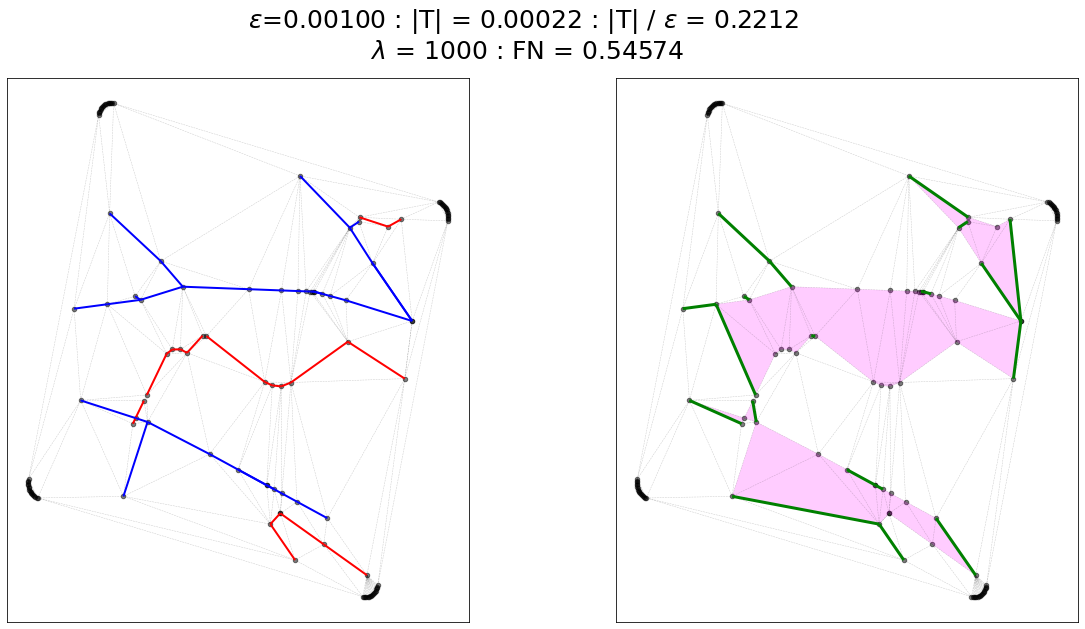 ε=0.00100 : |T| = 0.00022 : |T| / ε = 0.2212
λ = 1000 : FN = 0.54574